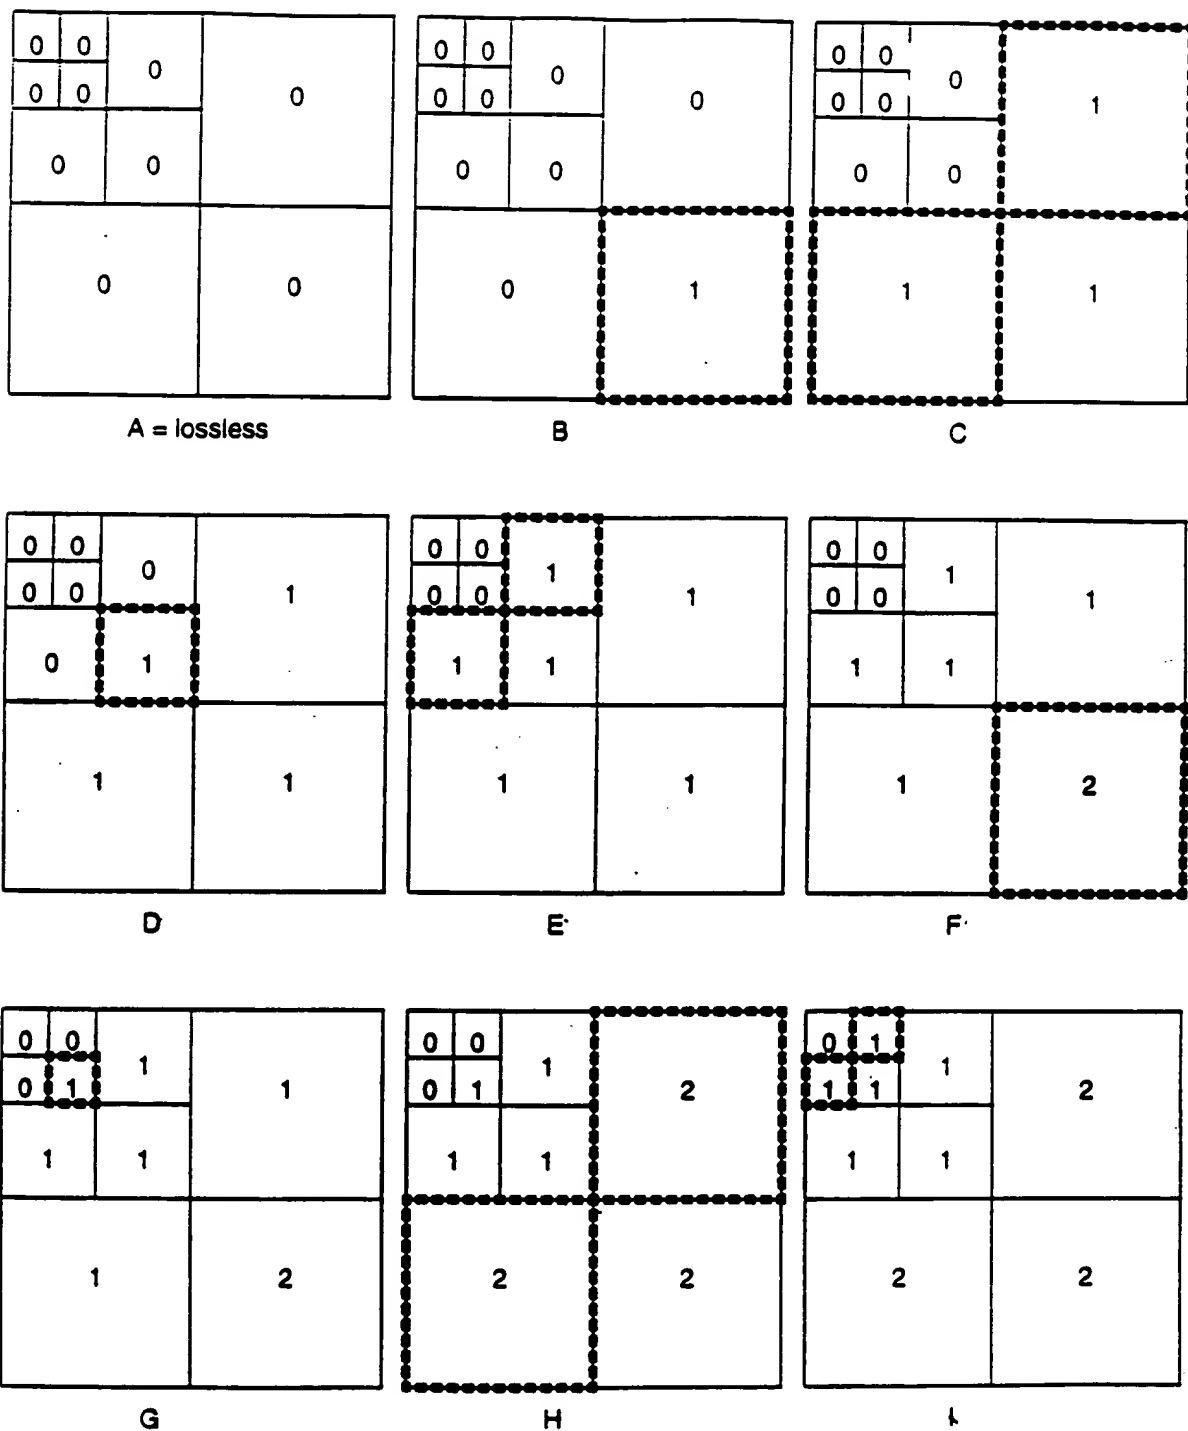 0 0 0 0 0 0
0 0 0 0 1
0 0 0 0 0 0
0 0 0 0 0 0
0 0 0 1 1 1
A = lossless B C
0 0 0 1 0 0 1 1 1 1
0 0 0 0 0 0
0 1 1 1 1 1
1 1 1 1 1 2
D E F
0 0 1 1 0 0 1 2 0 1 1 2
0 1 0 1 1 1
1 1 1 1 1 1
1 2 2 2 2 2
G H I